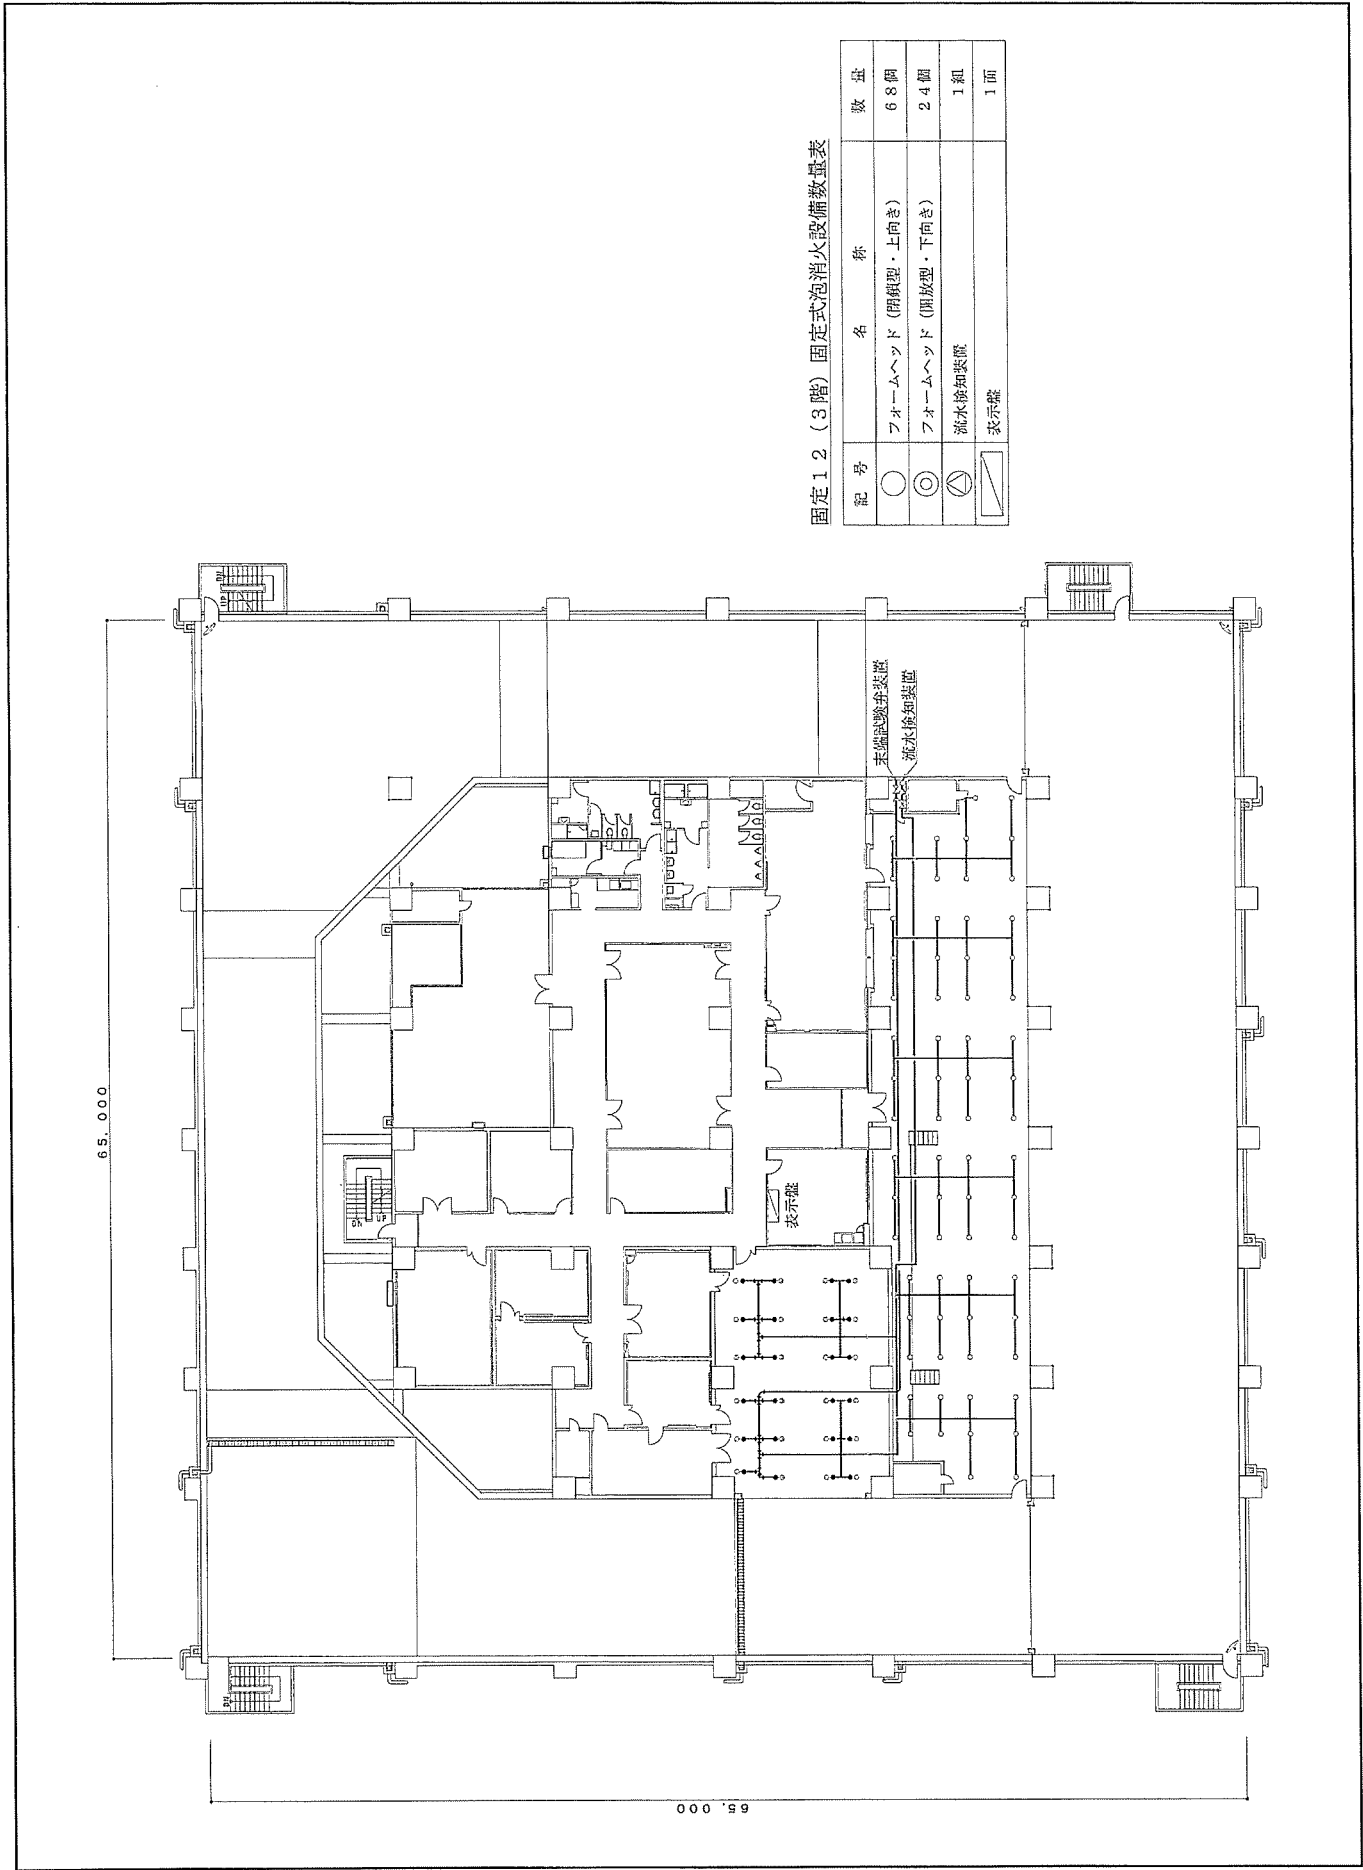 固定12（3階）固定式泡消火設備数量表
記号 名称 数量
フォームヘッド（閉鎖型・上向き） 68個
フォームヘッド（開放型・下向き） 24個
流水検知装置 1組
表示盤 1面
65.000
65.000
末端試験弁装置
流水検知装置
表示盤
UP
DN
DN
UP
DN